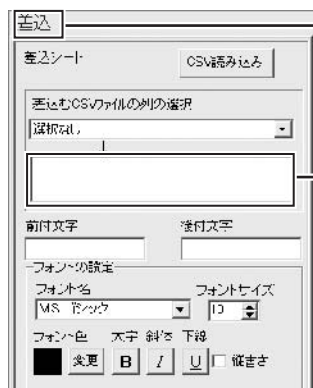 差込
差込シート
CSV読み込み
差込むCSVファイルの列の選択
選択なし
前付文字
後付文字
フォントの設定
フォント名
フォントサイズ
MS ゴシック
10
フォント色 太字 斜体 下線
変更 B I U 縦書き